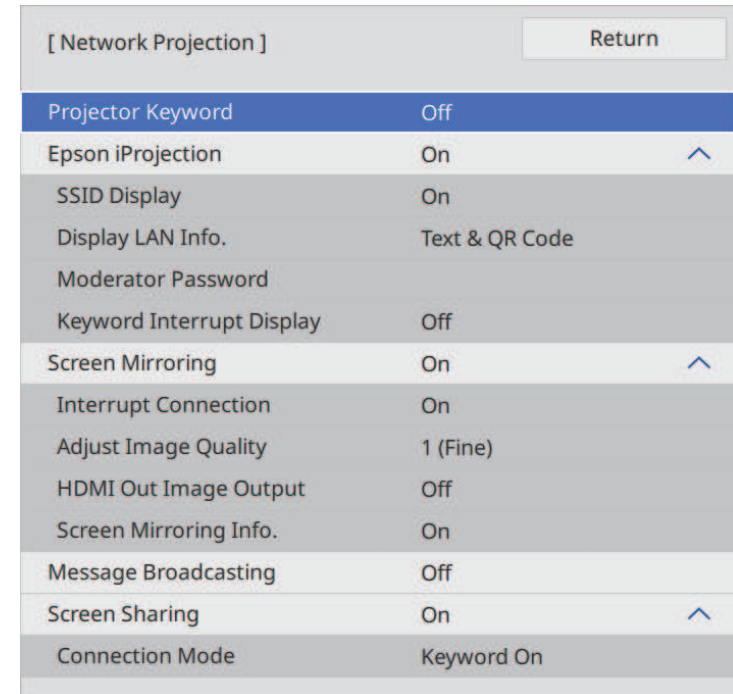 [ Network Projection ] Return
Projector Keyword Off
Epson iProjection On
SSID Display On
Display LAN Info. Text & QR Code
Moderator Password
Keyword Interrupt Display Off
Screen Mirroring On
Interrupt Connection On
Adjust Image Quality 1 (Fine)
HDMI Out Image Output Off
Screen Mirroring Info. On
Message Broadcasting Off
Screen Sharing On
Connection Mode Keyword On